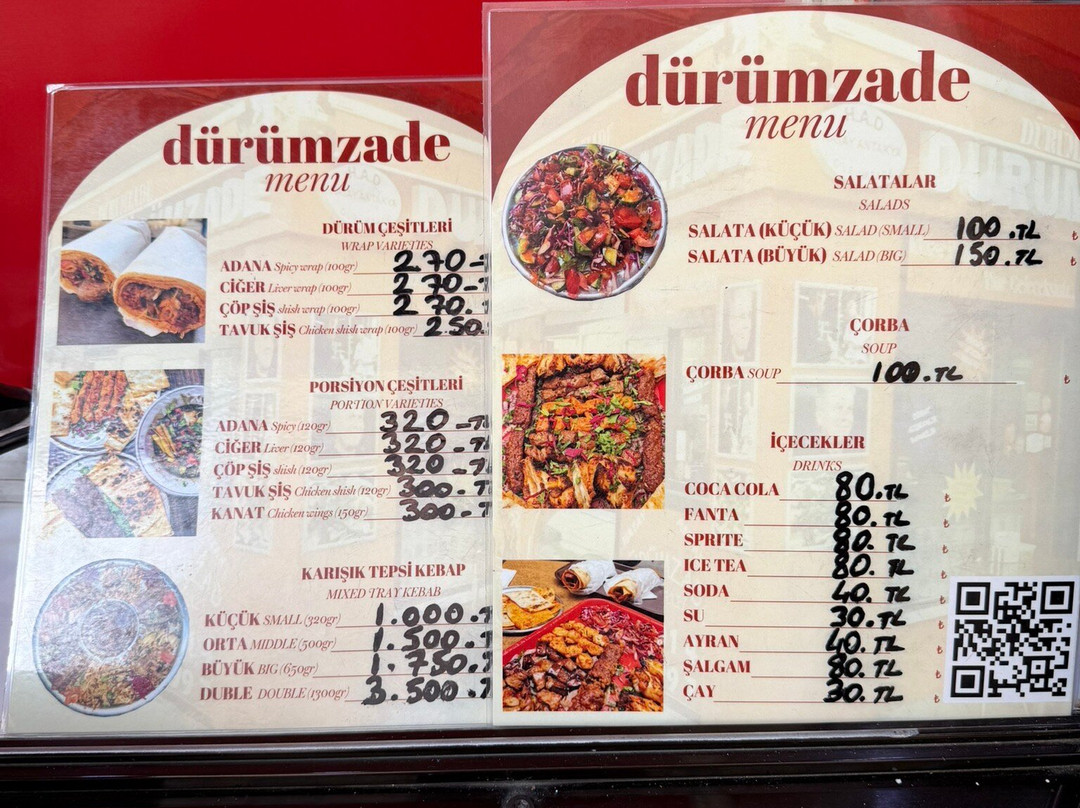 dürümzade
menu
DÜRÜM ÇEŞİTLERİ
WRAP VARIETIES
ADANA Spicy wrap (100gr) 270-
CİĞER Liver wrap (100gr) 270-
ÇÖP ŞİŞ shish wrap (100gr) 270.
TAVUK ŞİŞ Chicken shish wrap (100gr) 250.
PORSİYON ÇEŞİTLERİ
PORTION VARIETIES
ADANA Spicy (120gr) 320-T
CİĞER Liver (120gr) 320-T
ÇÖP ŞİŞ shish (120gr) 320-T
TAVUK ŞİŞ Chicken shish (120gr) 300-T
KANAT Chicken wings (150gr) 300-T
KARIŞIK TEPSİ KEBAP
MIXED TRAY KEBAB
KÜÇÜK SMALL (320gr) 1.000.T
ORTA MIDDLE (500gr) 1.500.T
BÜYÜK BIG (650gr) 1.750.T
DUBLE DOUBLE (1300gr) 3.500.T
dürümzade
menu
SALATALAR
SALADS
SALATA (KÜÇÜK) SALAD (SMALL) 100.TL ₺
SALATA (BÜYÜK) SALAD (BIG) 150.TL ₺
ÇORBA
SOUP
ÇORBA SOUP 100.TL ₺
İÇECEKLER
DRINKS
COCA COLA 80.TL ₺
FANTA 80.TL ₺
SPRITE 80.TL ₺
ICE TEA 80.TL ₺
SODA 40.TL ₺
SU 30.TL ₺
AYRAN 40.TL ₺
ŞALGAM 80.TL ₺
ÇAY 30.TL ₺